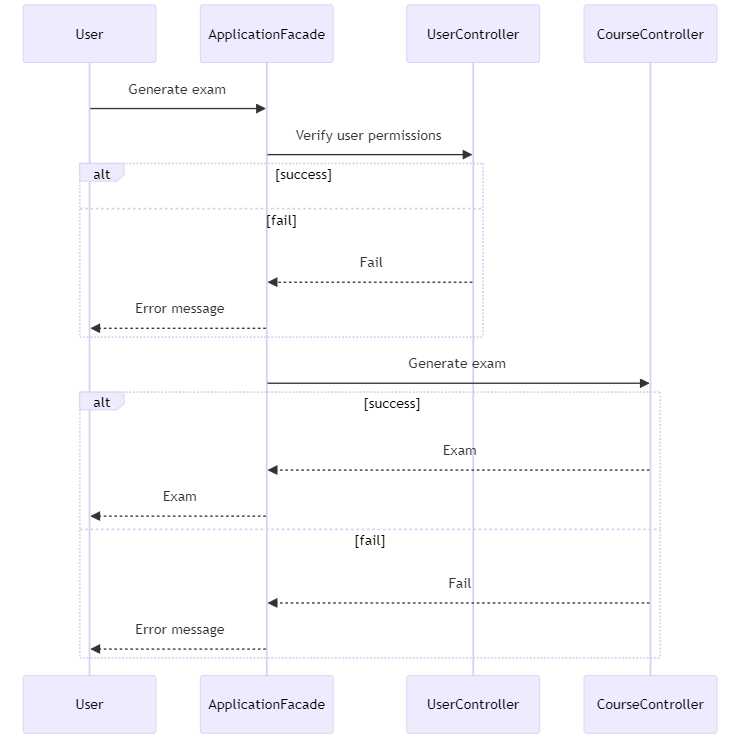 User ApplicationFacade UserController CourseController
Generate exam
Verify user permissions
alt [success]
[fail]
Fail
Error message
Generate exam
alt [success]
Exam
Exam
[fail]
Fail
Error message
User ApplicationFacade UserController CourseController